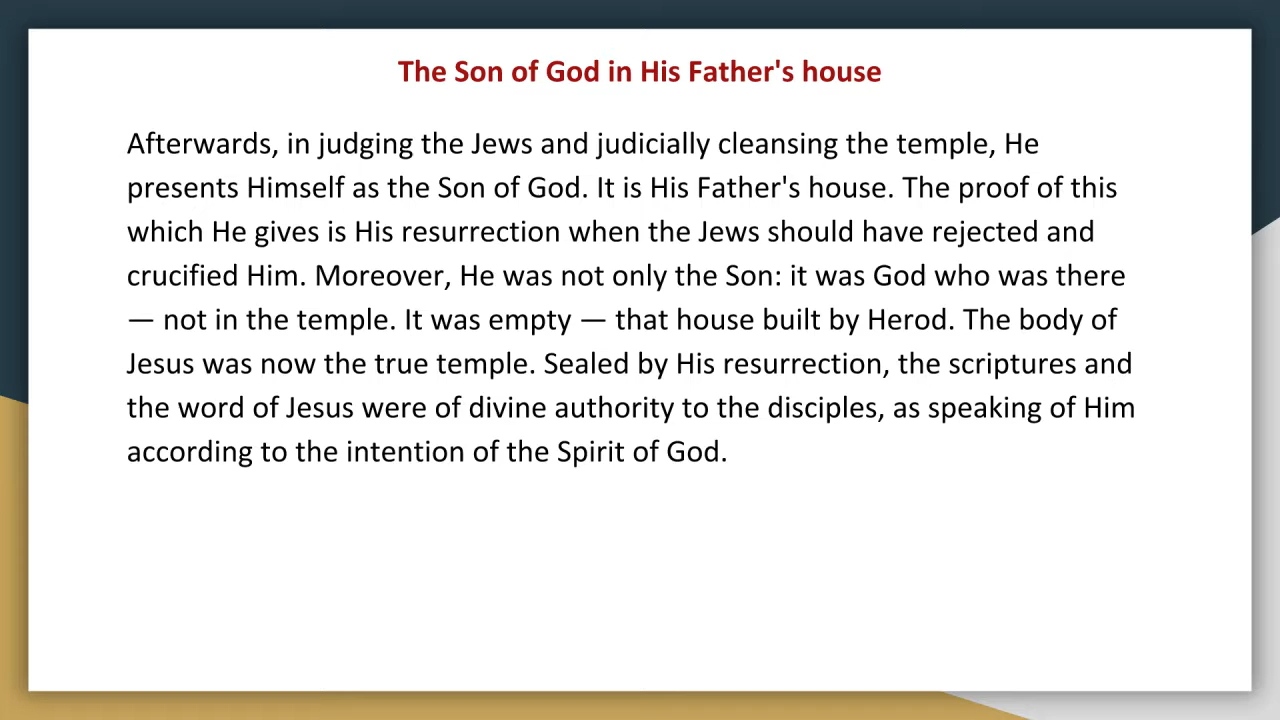 The Son of God in His Father's house
Afterwards, in judging the Jews and judicially cleansing the temple, He
presents Himself as the Son of God. It is His Father's house. The proof of this
which He gives is His resurrection when the Jews should have rejected and
crucified Him. Moreover, He was not only the Son: it was God who was there
— not in the temple. It was empty — that house built by Herod. The body of
Jesus was now the true temple. Sealed by His resurrection, the scriptures and
the word of Jesus were of divine authority to the disciples, as speaking of Him
according to the intention of the Spirit of God.